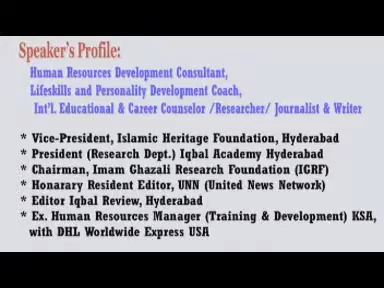 Speaker's Profile:
Human Resources Development Consultant,
Lifeskills and Personality Development Coach,
Int'l. Educational & Career Counselor /Researcher/ Journalist & Writer
* Vice-President, Islamic Heritage Foundation, Hyderabad
* President (Research Dept.) Iqbal Academy Hyderabad
* Chairman, Imam Ghazali Research Foundation (IGRF)
* Honarary Resident Editor, UNN (United News Network)
* Editor Iqbal Review, Hyderabad
* Ex. Human Resources Manager (Training & Development) KSA,
with DHL Worldwide Express USA